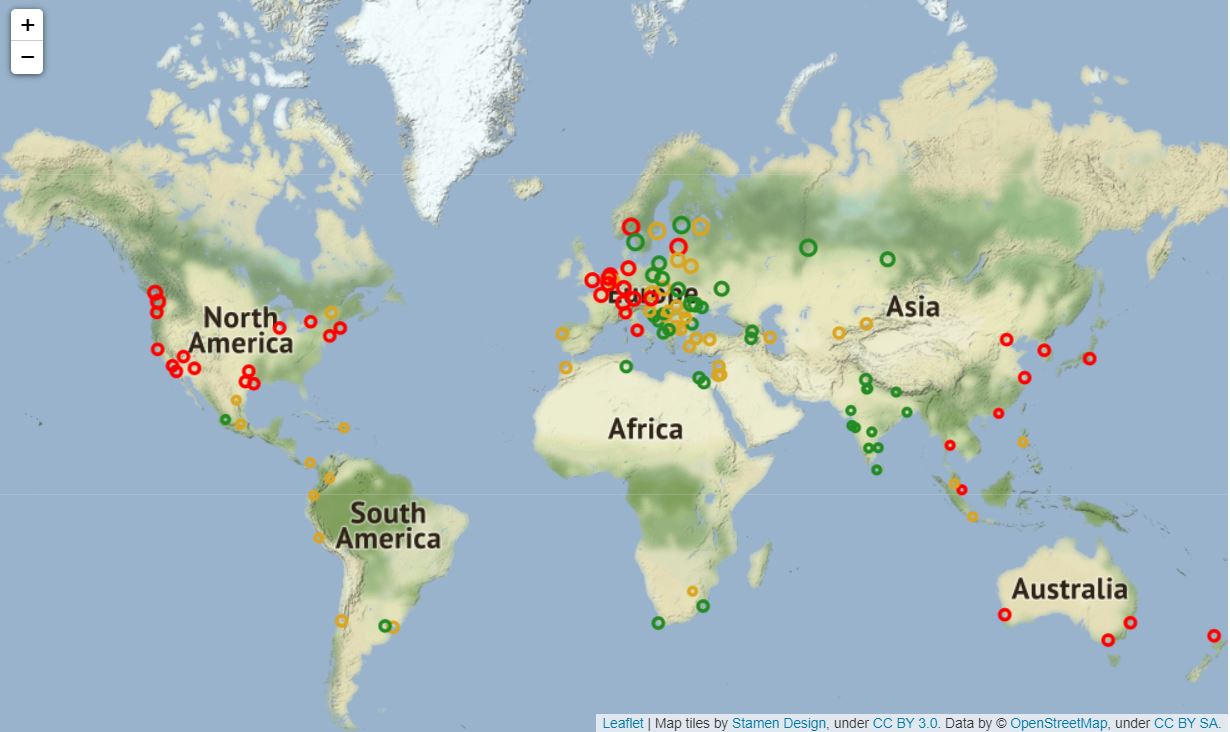 +
−
North
America
Europe
Asia
Africa
South
America
Australia
Leaflet | Map tiles by Stamen Design, under CC BY 3.0. Data by © OpenStreetMap, under CC BY SA.